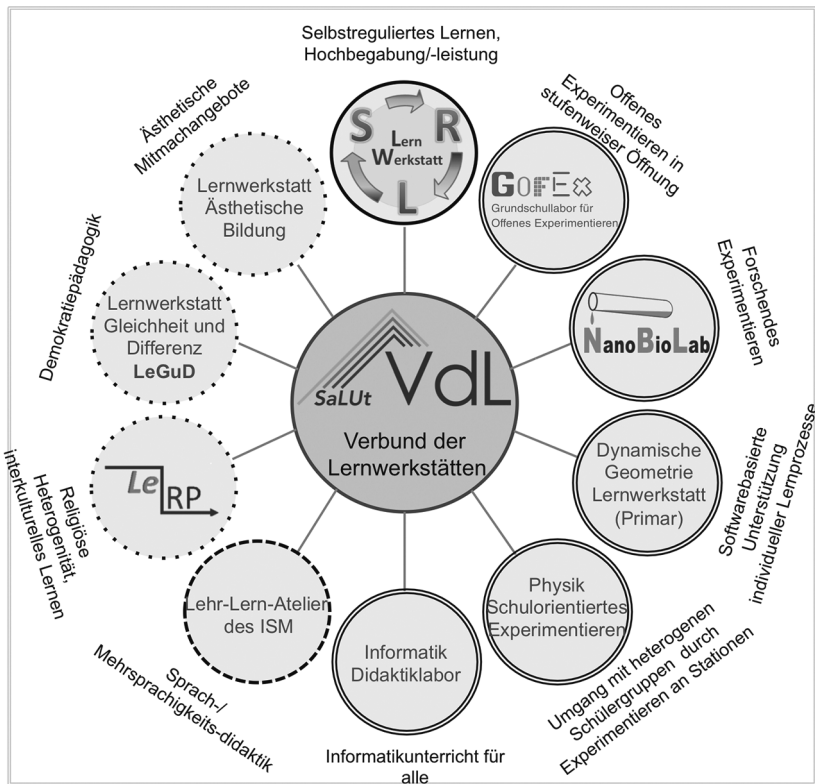 Selbstreguliertes Lernen,
Hochbegabung/-leistung
S R L
Lern
Werkstatt
Offenes
Experimentieren in
stufenweiser Öffnung
GOFEX
Grundschullabor für
Offenes Experimentieren
Forschendes
Experimentieren
NanoBioLab
Softwarebasierte
Unterstützung
individueller Lernprozesse
Dynamische
Geometrie
Lernwerkstatt
(Primar)
Umgang mit heterogenen
Schülergruppen durch
Experimentieren an Stationen
Physik
Schulorientiertes
Experimentieren
Informatik
Didaktiklabor
Informatikunterricht für
alle
Lehr-Lern-Atelier
des ISM
Sprach-/
Mehrsprachigkeits-didaktik
Le
RP
Religiöse
Heterogenität,
interkulturelles Lernen
Lernwerkstatt
Gleichheit und
Differenz
LeGuD
Demokratiepädagogik
Lernwerkstatt
Ästhetische
Bildung
Ästhetische
Mitmachangebote
SaLUt
VdL
Verbund der
Lernwerkstätten